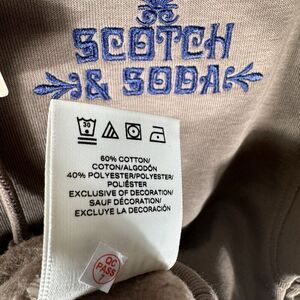 SCOTCH
& SODA
30
60% COTTON/
COTON/ALGODÓN
40% POLYESTER/POLYESTER/
POLIÉSTER
EXCLUSIVE OF DECORATION/
SAUF DÉCORATION/
EXCLUYE LA DECORACIÓN
QC
PASS
7